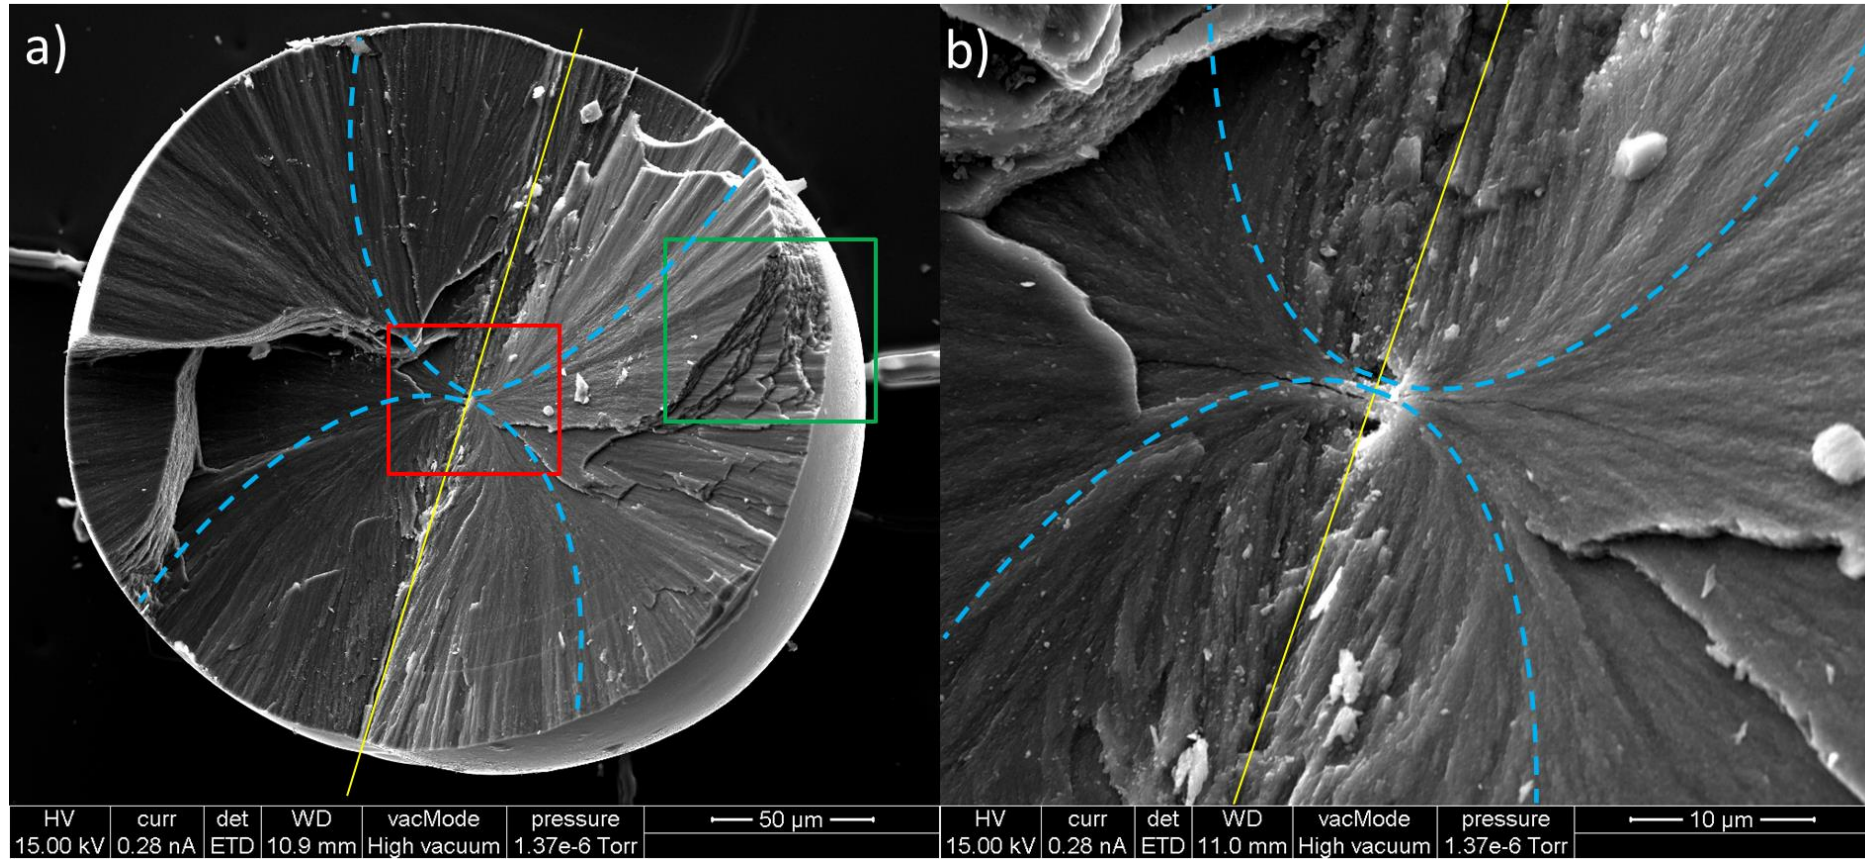 a)
HV curr det WD vacMode pressure
15.00 kV 0.28 nA ETD 10.9 mm High vacuum 1.37e-6 Torr 50 µm
b)
HV curr det WD vacMode pressure
15.00 kV 0.28 nA ETD 11.0 mm High vacuum 1.37e-6 Torr 10 µm